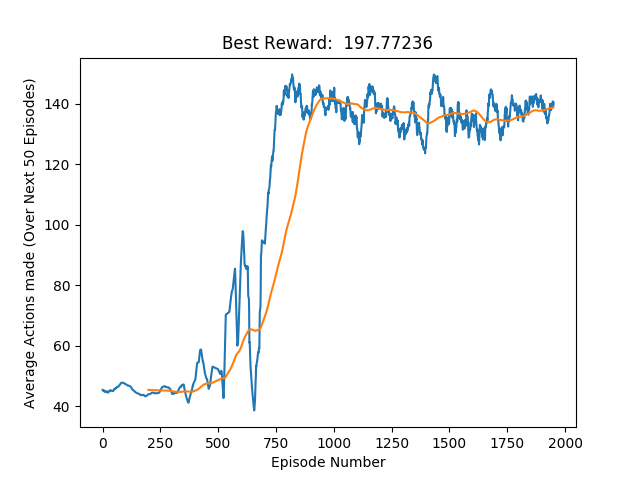 Best Reward: 197.77236
Average Actions made (Over Next 50 Episodes)
140
120
100
80
60
40
0 250 500 750 1000 1250 1500 1750 2000
Episode Number